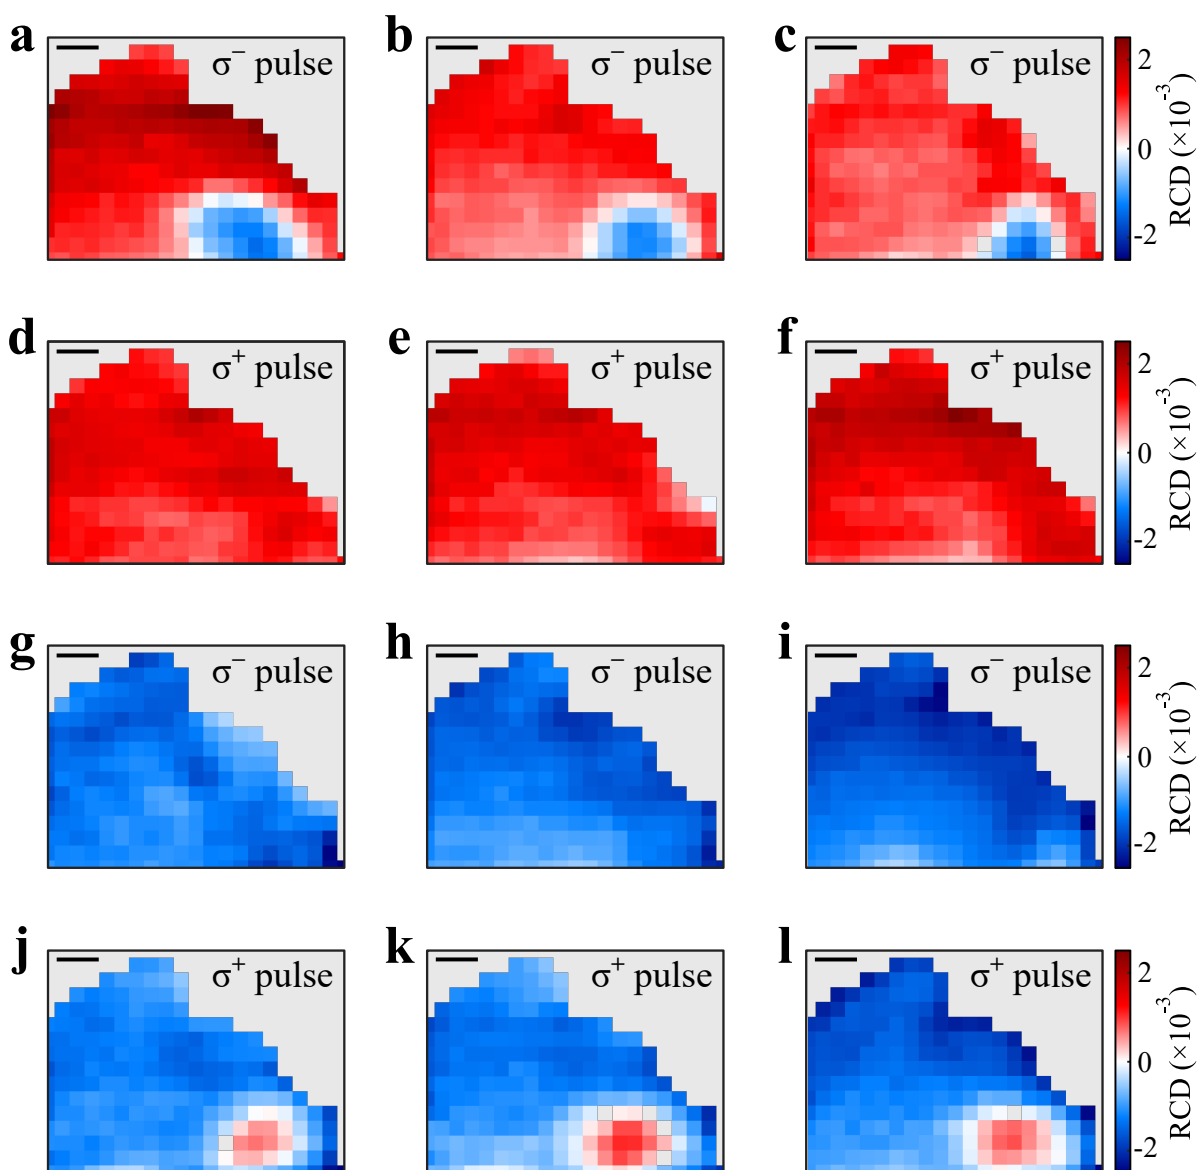 a
σ⁻ pulse
b
σ⁻ pulse
c
σ⁻ pulse
2
0
-2
RCD (×10⁻³)
d
σ⁺ pulse
e
σ⁺ pulse
f
σ⁺ pulse
2
0
-2
RCD (×10⁻³)
g
σ⁻ pulse
h
σ⁻ pulse
i
σ⁻ pulse
2
0
-2
RCD (×10⁻³)
j
σ⁺ pulse
k
σ⁺ pulse
l
σ⁺ pulse
2
0
-2
RCD (×10⁻³)